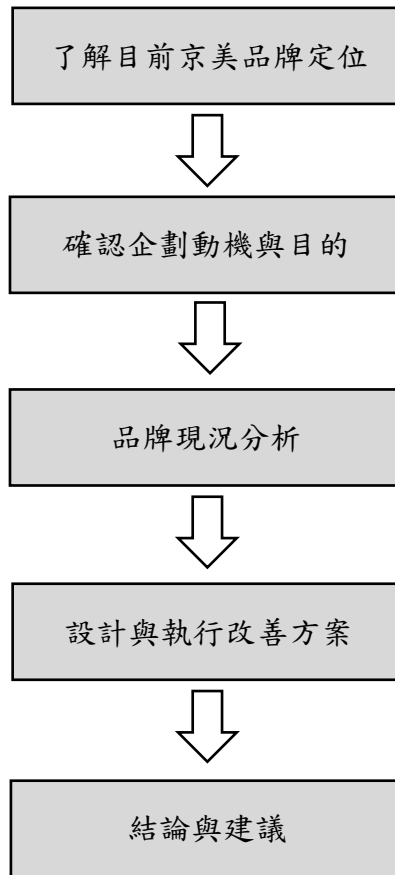 了解目前京美品牌定位
確認企劃動機與目的
品牌現況分析
設計與執行改善方案
結論與建議